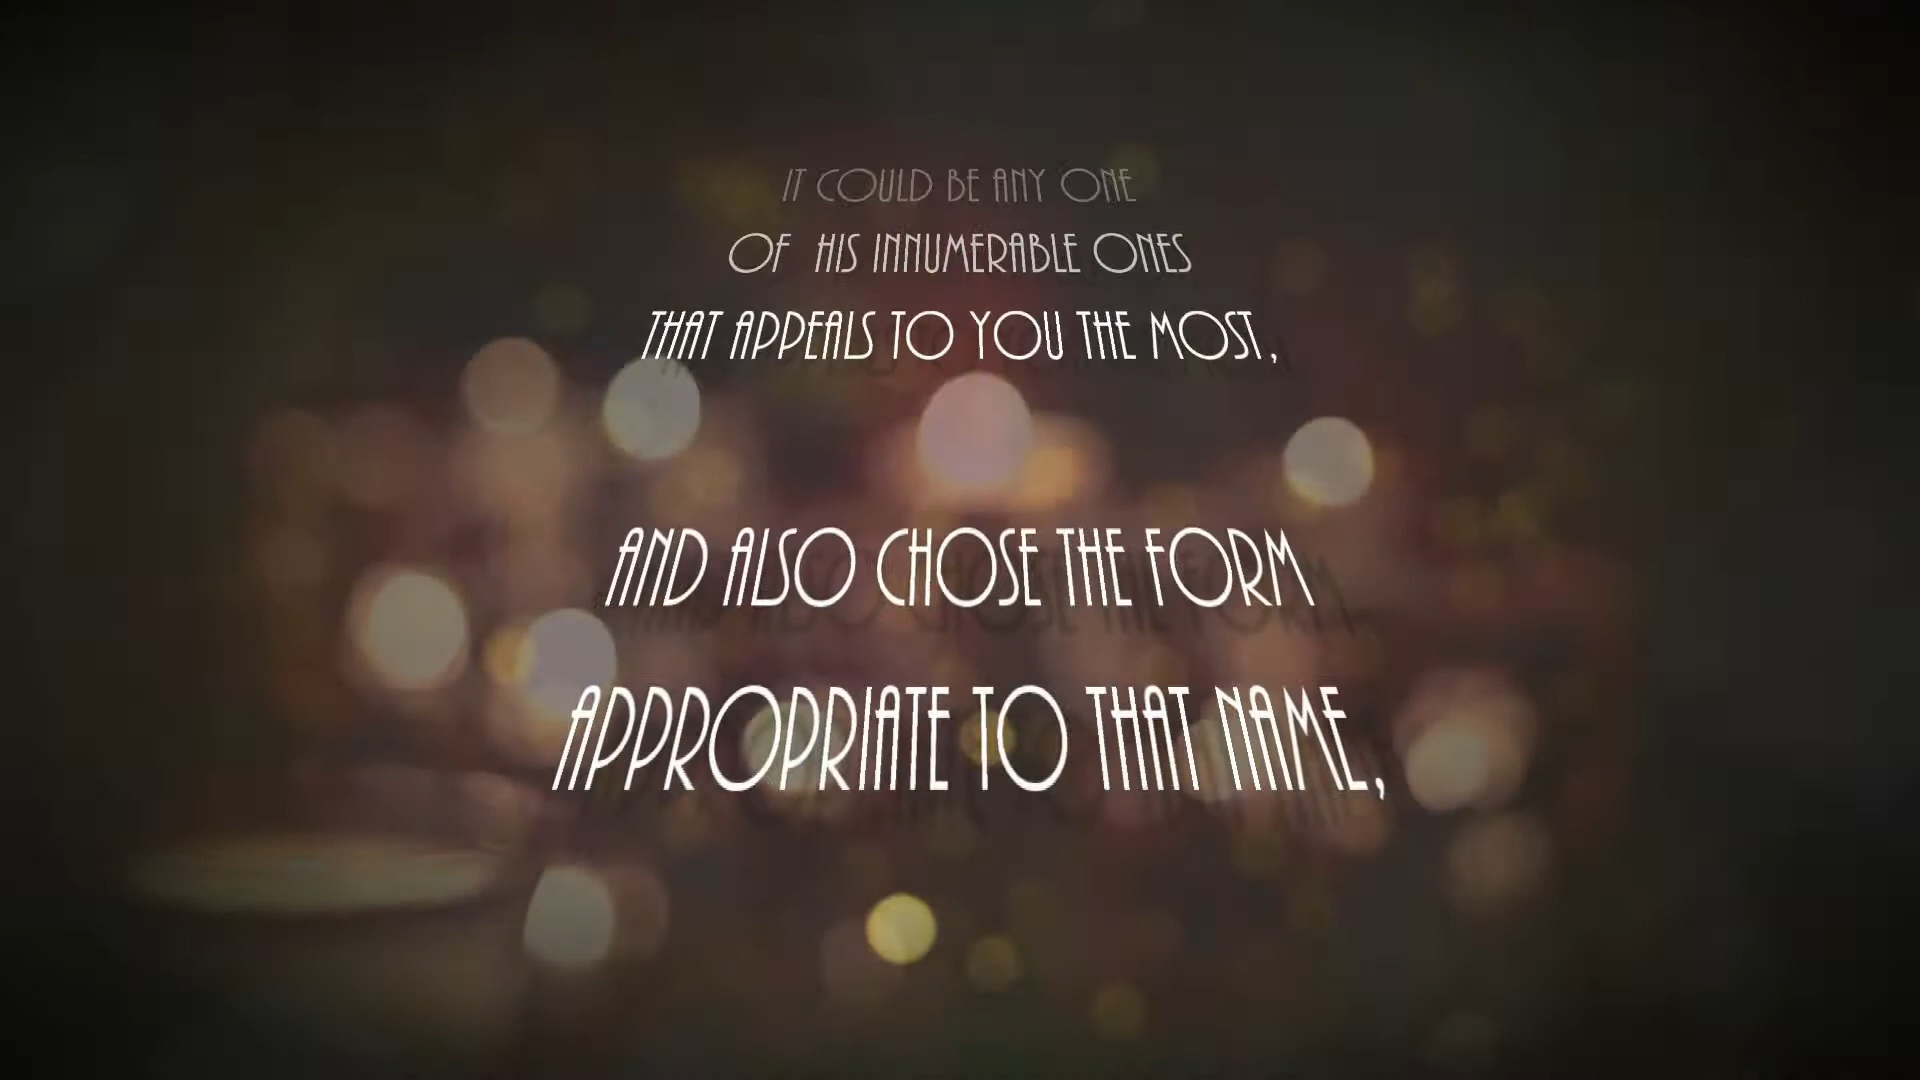 IT COULD BE ANY ONE
OF HIS INNUMERABLE ONES
THAT APPEALS TO YOU THE MOST,
AND ALSO CHOSE THE FORM
APPROPRIATE TO THAT NAME,